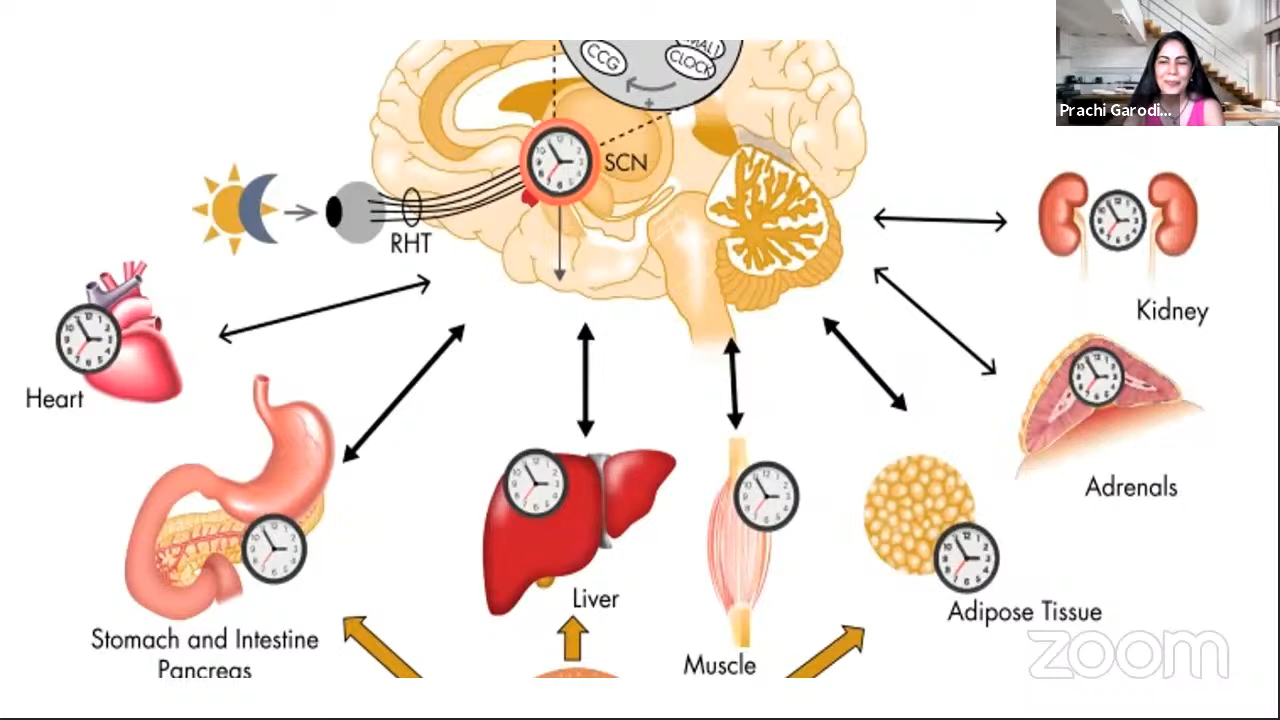 CCG
CLOCK
Prachi Garodi...
SCN
RHT
Kidney
Heart
Adrenals
Liver
Adipose Tissue
Stomach and Intestine
Pancreas
Muscle
zoom